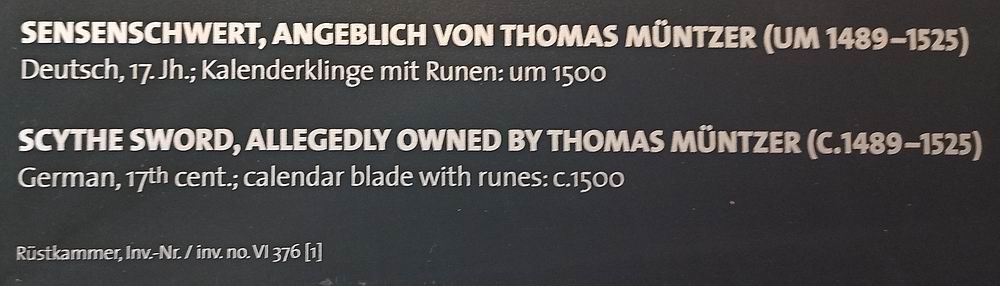 SENSENSCHWERT, ANGEBLICH VON THOMAS MÜNTZER (UM 1489–1525)
Deutsch, 17. Jh.; Kalenderklinge mit Runen: um 1500
SCYTHE SWORD, ALLEGEDLY OWNED BY THOMAS MÜNTZER (C.1489–1525)
German, 17th cent.; calendar blade with runes: c.1500
Rüstkammer, Inv.-Nr. / inv. no. VI 376 [1]